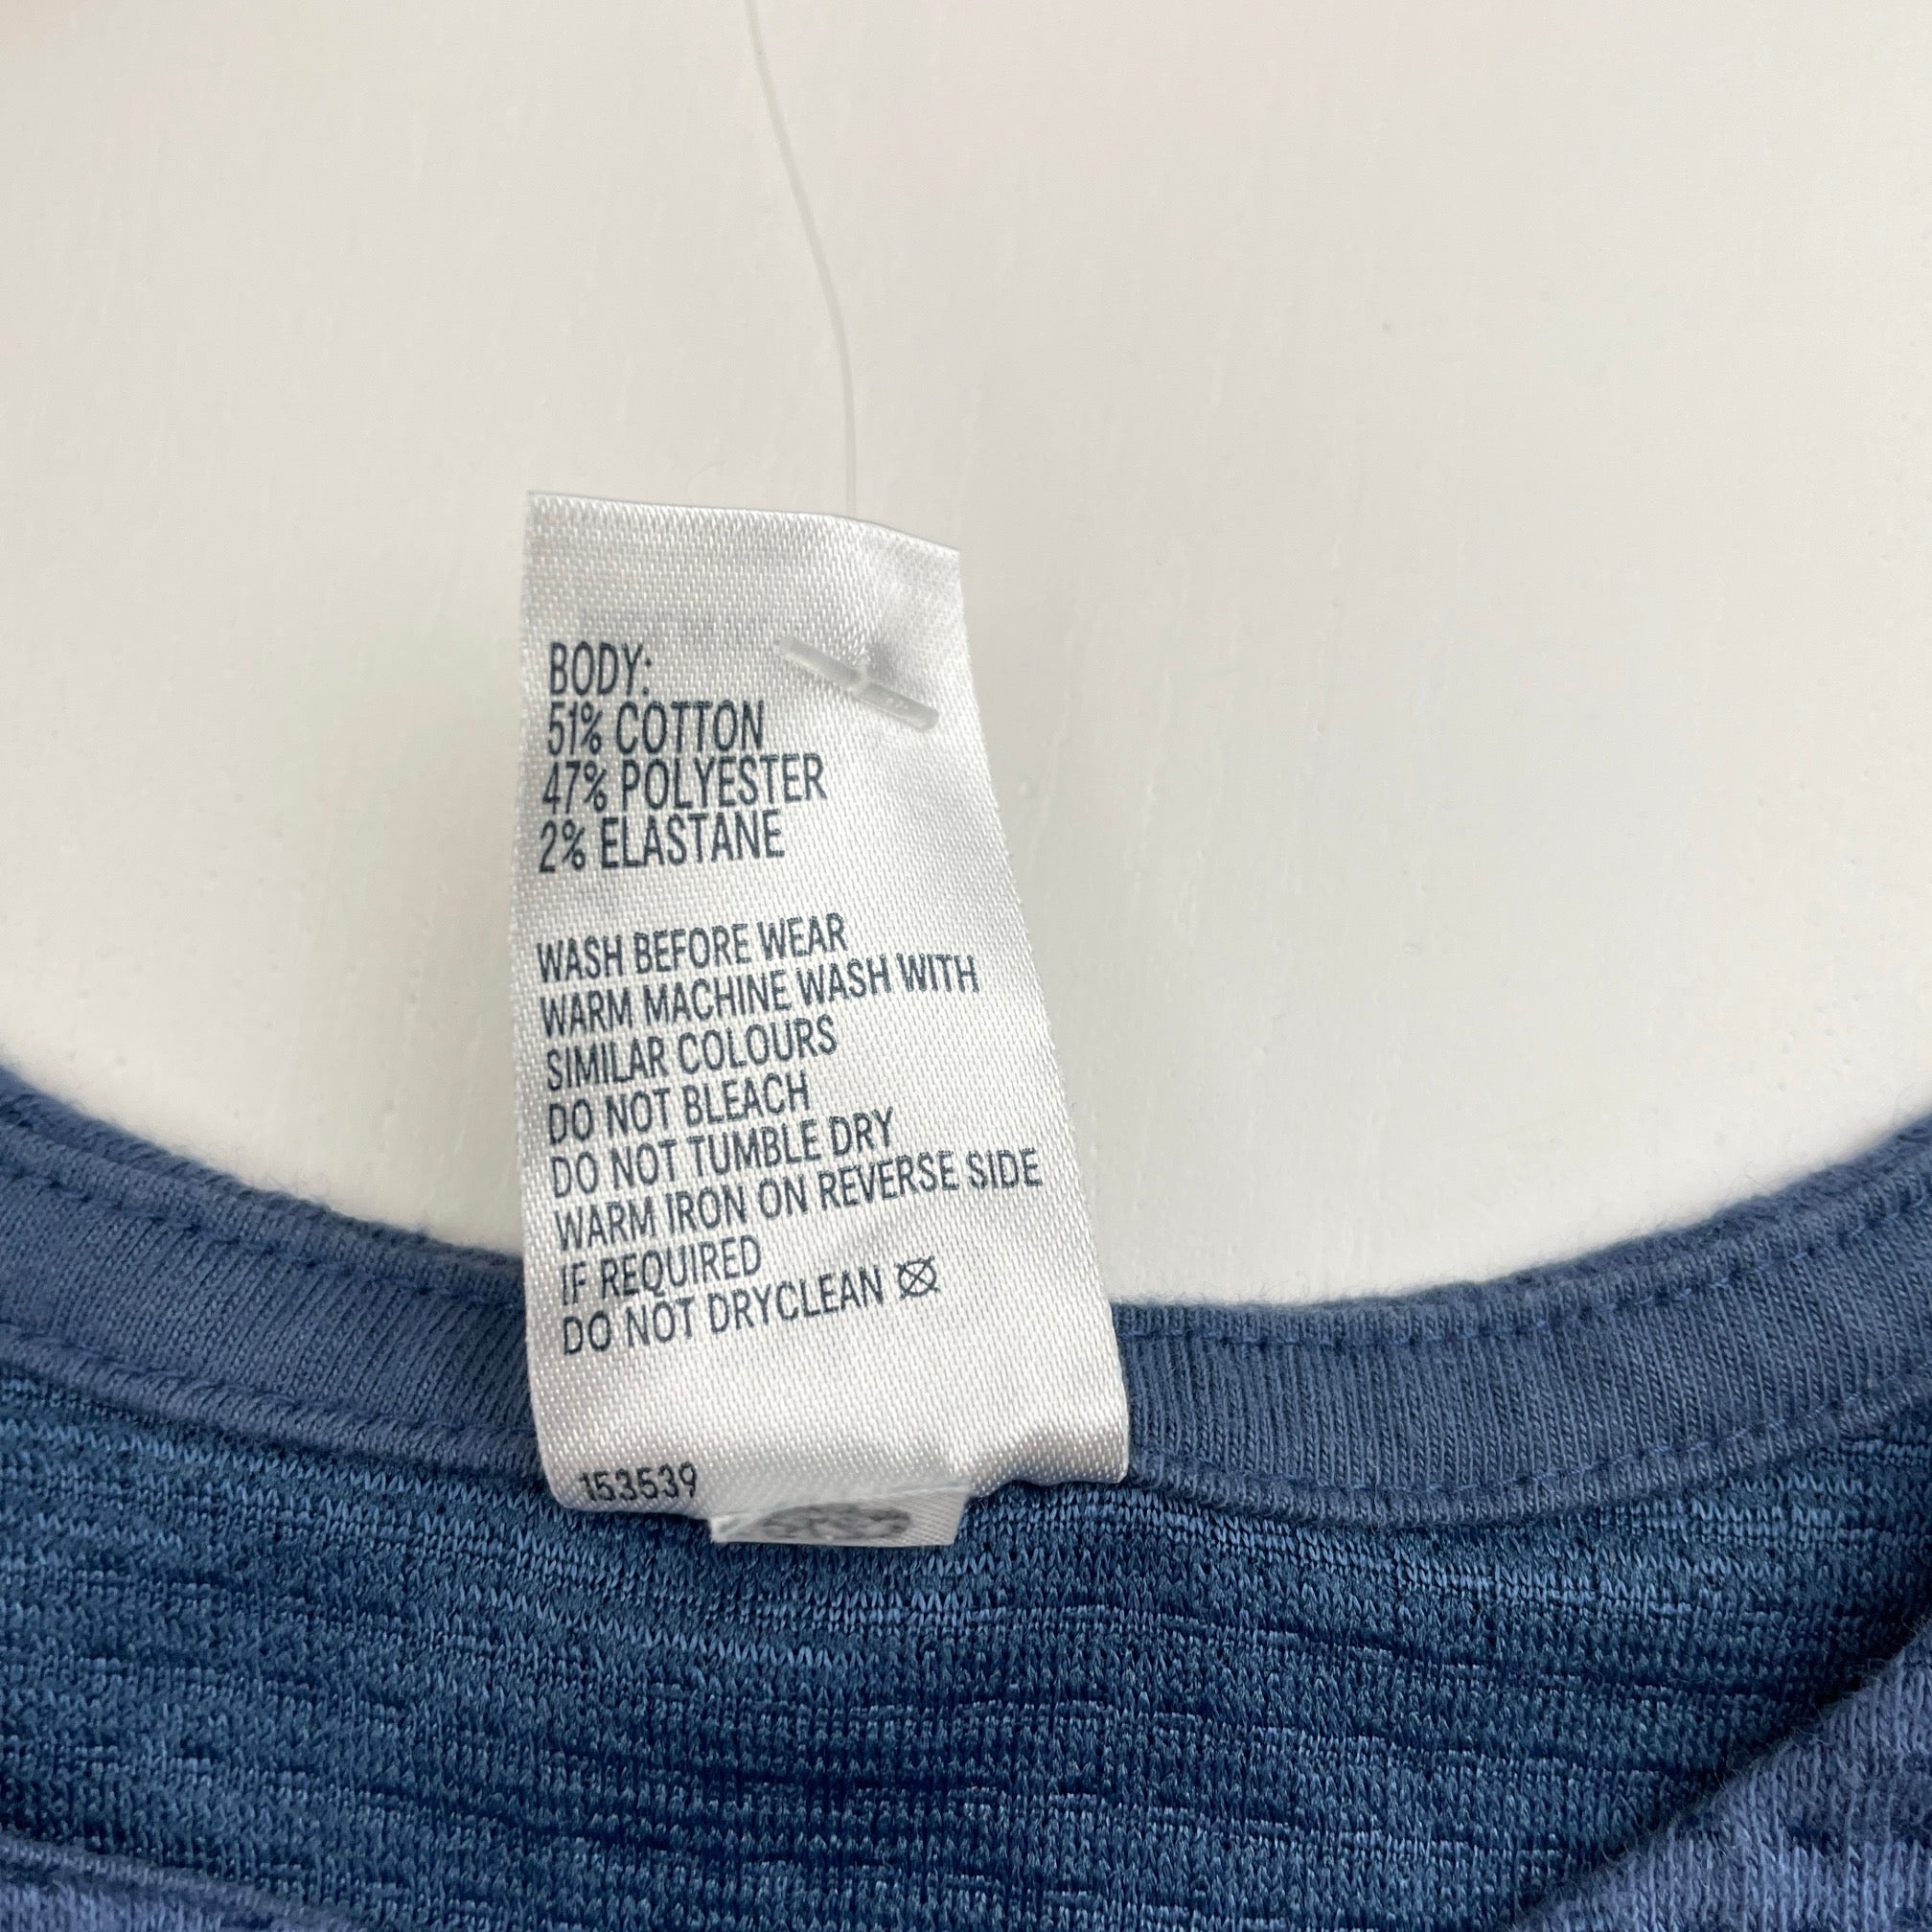 BODY:
51% COTTON
47% POLYESTER
2% ELASTANE
WASH BEFORE WEAR
WARM MACHINE WASH WITH
SIMILAR COLOURS
DO NOT BLEACH
DO NOT TUMBLE DRY
WARM IRON ON REVERSE SIDE
IF REQUIRED
DO NOT DRYCLEAN
153539